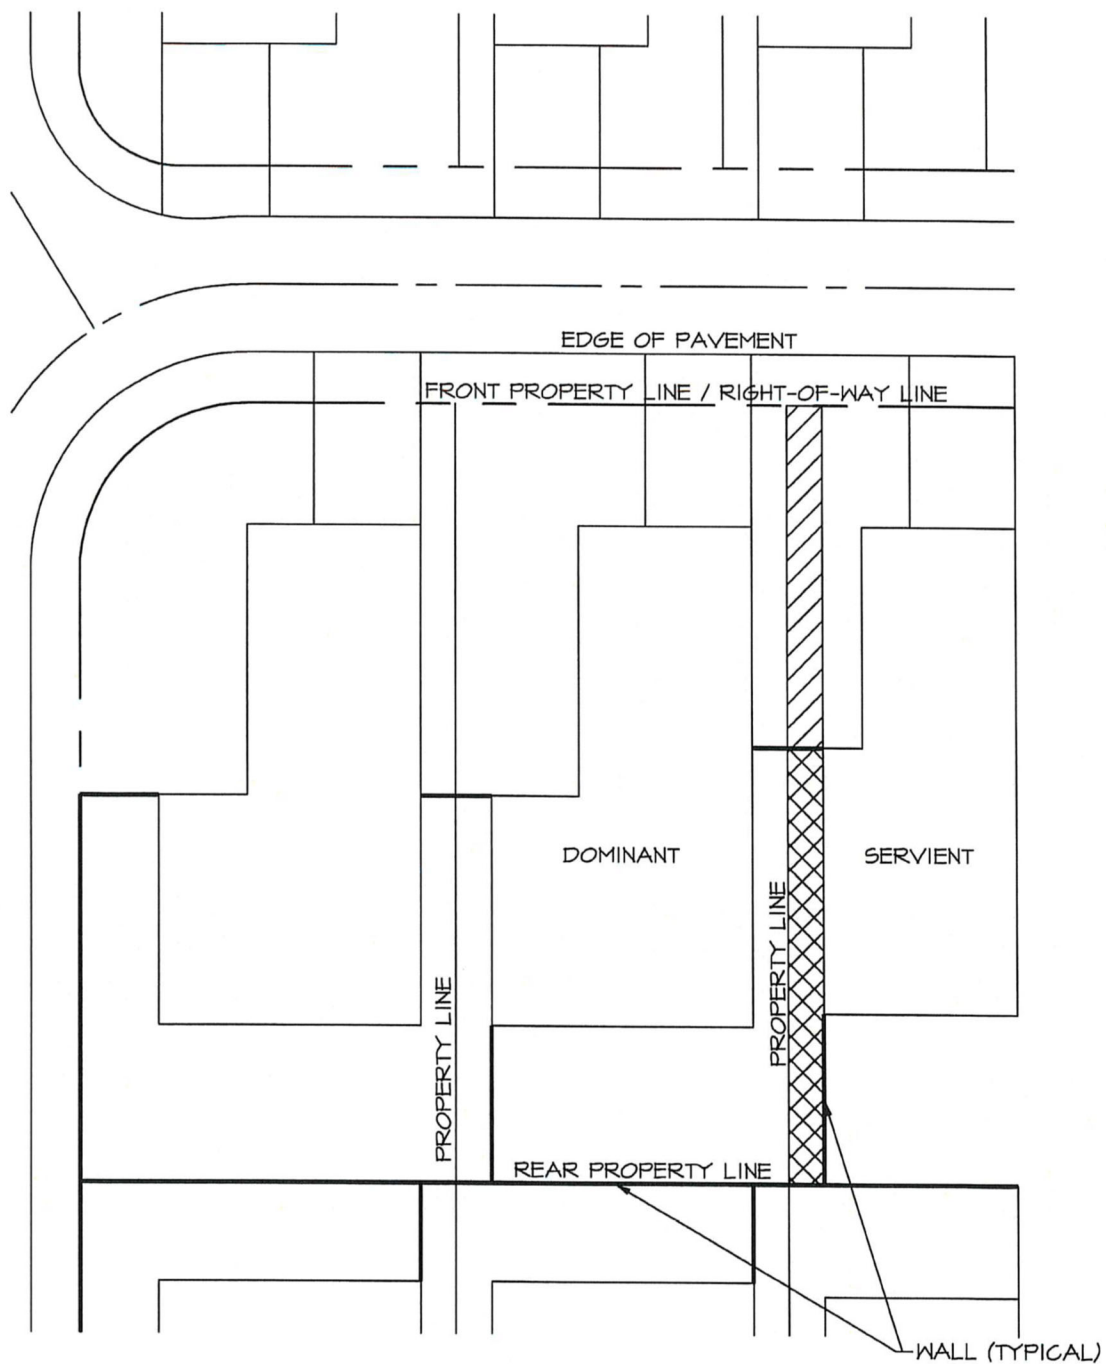 EDGE OF PAVEMENT
FRONT PROPERTY LINE / RIGHT-OF-WAY LINE
DOMINANT
SERVIENT
PROPERTY LINE
PROPERTY LINE
REAR PROPERTY LINE
WALL (TYPICAL)